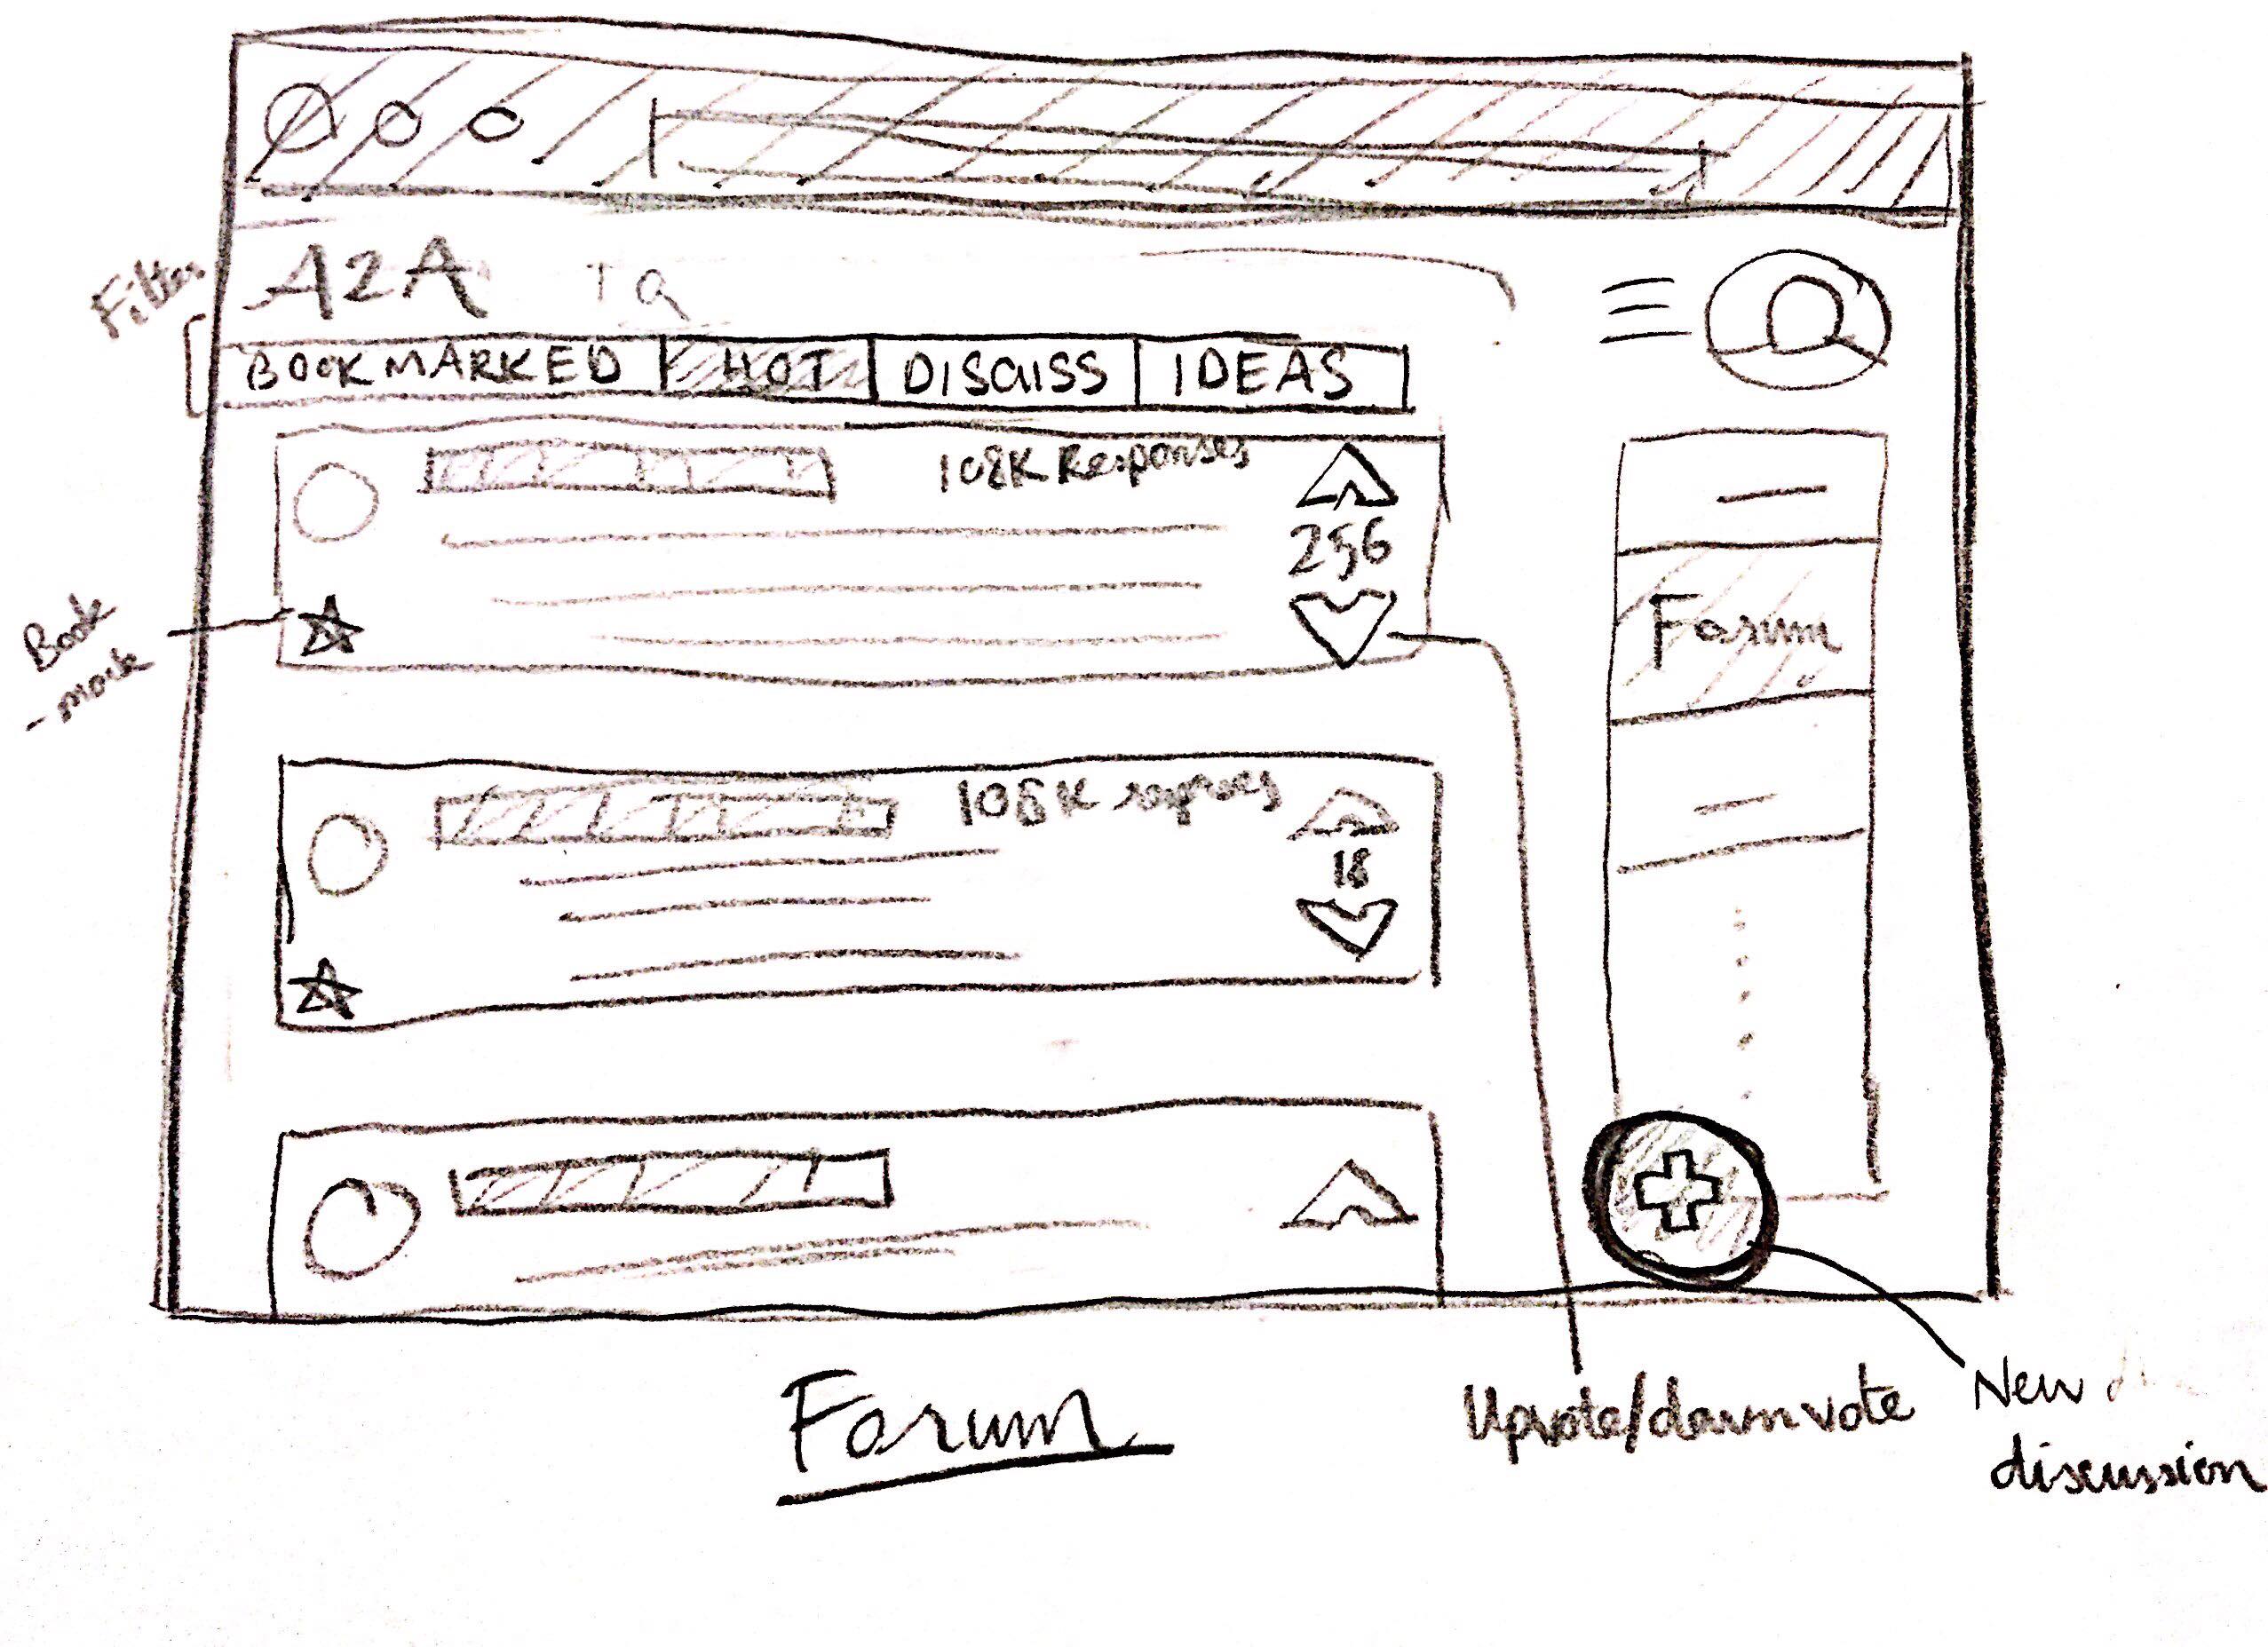 Filter
A2A
BOOKMARKED HOT DISCUSS IDEAS
108K Responses
256
Forum
Book
-mark
108K
18
Forum
Upvote/downvote
New
discussion